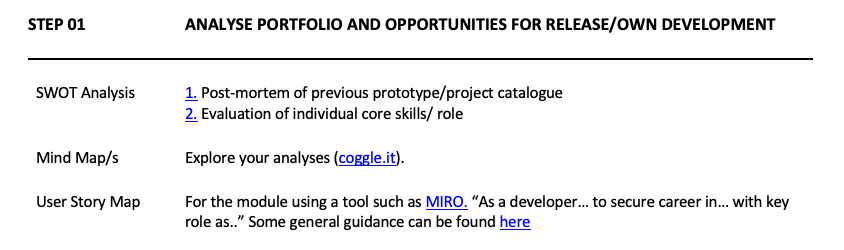 STEP 01 ANALYSE PORTFOLIO AND OPPORTUNITIES FOR RELEASE/OWN DEVELOPMENT
SWOT Analysis 1. Post-mortem of previous prototype/project catalogue
2. Evaluation of individual core skills/ role
Mind Map/s Explore your analyses (coggle.it).
User Story Map For the module using a tool such as MIRO. “As a developer… to secure career in… with key
role as..” Some general guidance can be found here